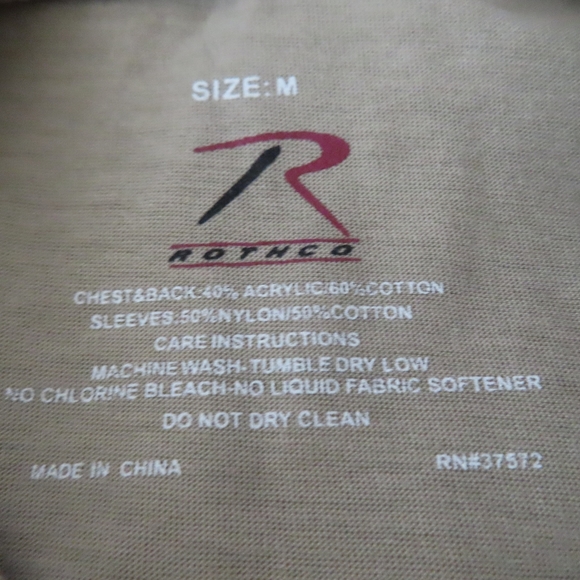 SIZE: M
R
ROTHCO
CHEST&BACK:40% ACRYLIC/60%COTTON
SLEEVES:50%NYLON/50%COTTON
CARE INSTRUCTIONS
MACHINE WASH-TUMBLE DRY LOW
NO CHLORINE BLEACH-NO LIQUID FABRIC SOFTENER
DO NOT DRY CLEAN
MADE IN CHINA
RN#37572